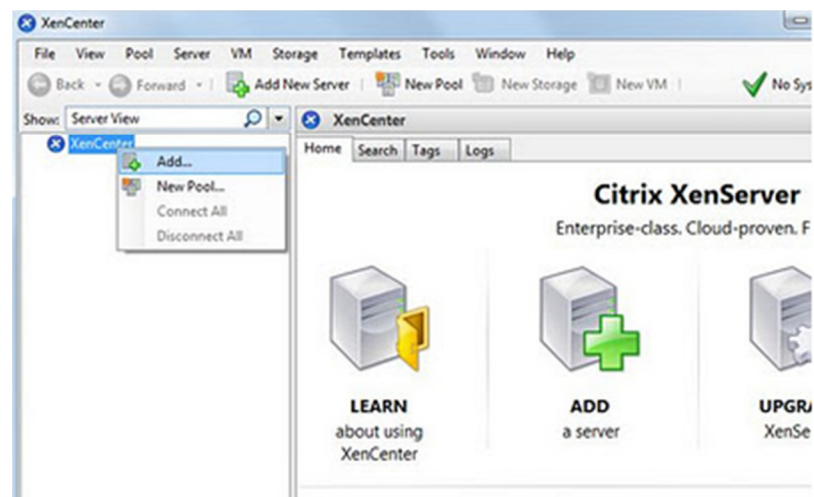 XenCenter
File View Pool Server VM Storage Templates Tools Window Help
Back Forward Add New Server New Pool New Storage New VM No Sys
Show: Server View
XenCenter
XenCenter
Add...
New Pool...
Connect All
Disconnect All
Home Search Tags Logs
Citrix XenServer
Enterprise-class. Cloud-proven. F
LEARN
about using
XenCenter
ADD
a server
UPGRA
XenSe